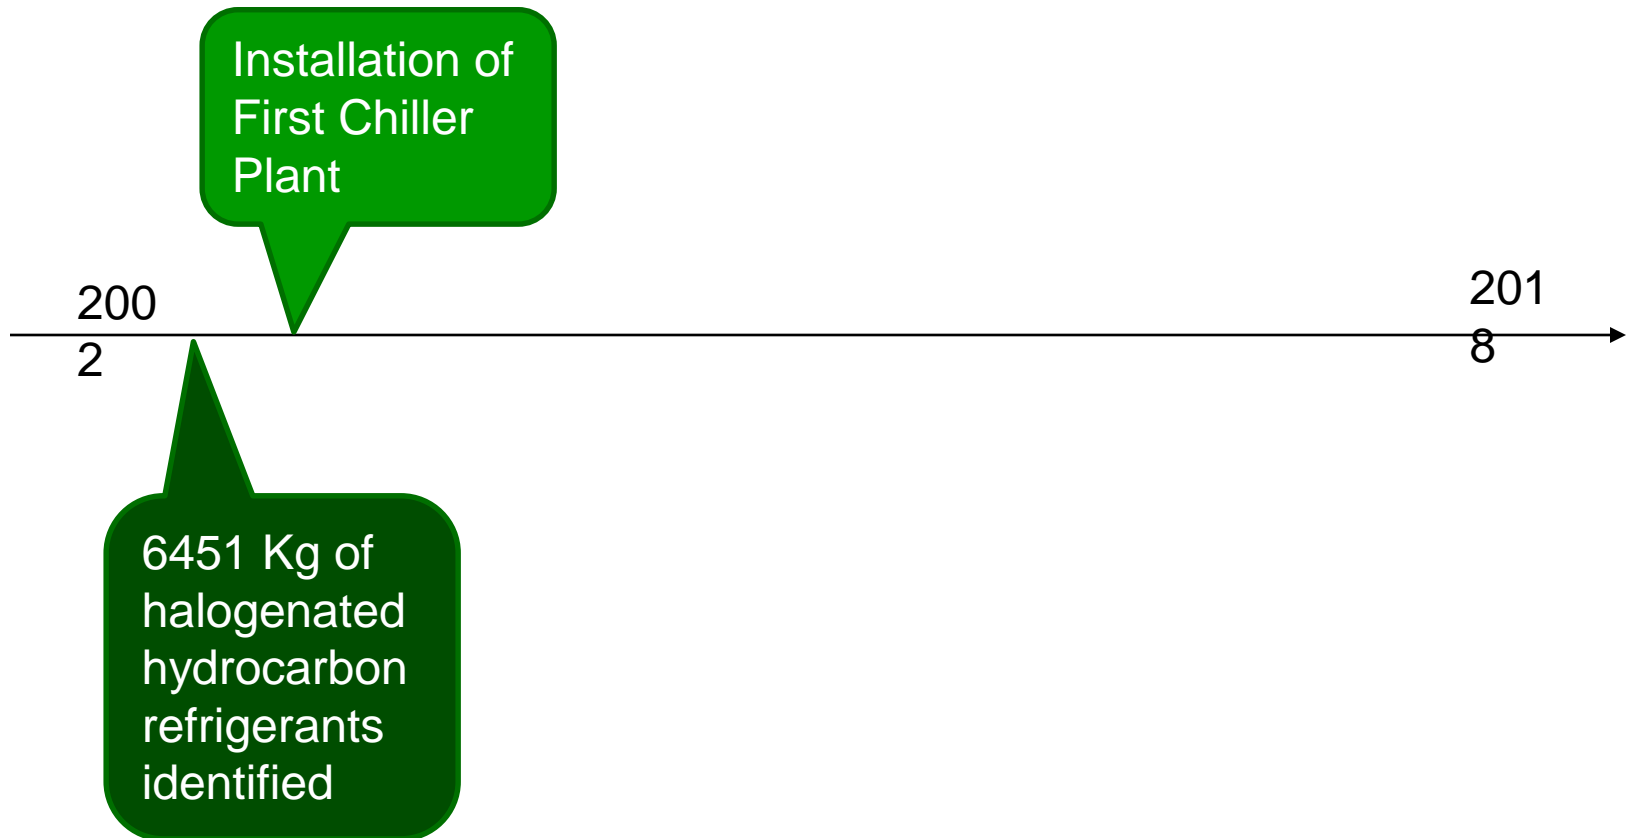 Installation of
First Chiller
Plant
200
2
201
8
6451 Kg of
halogenated
hydrocarbon
refrigerants
identified